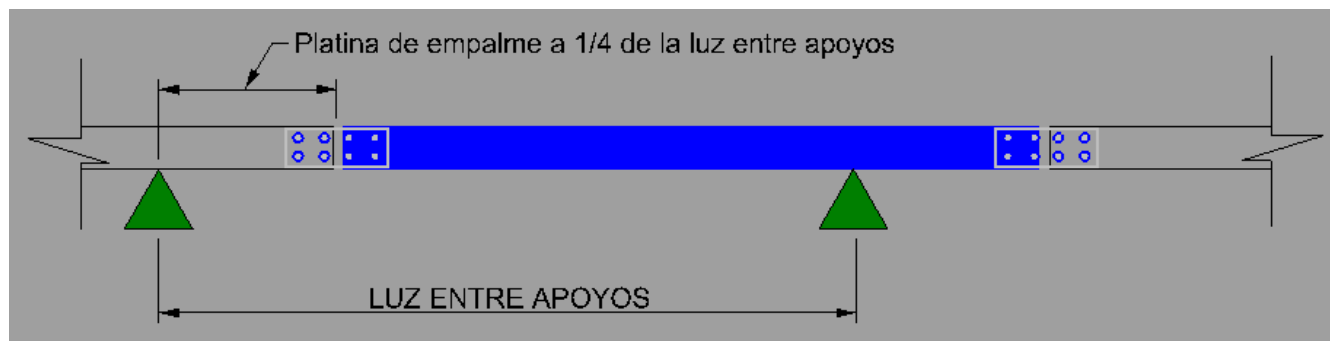 Platina de empalme a 1/4 de la luz entre apoyos
LUZ ENTRE APOYOS